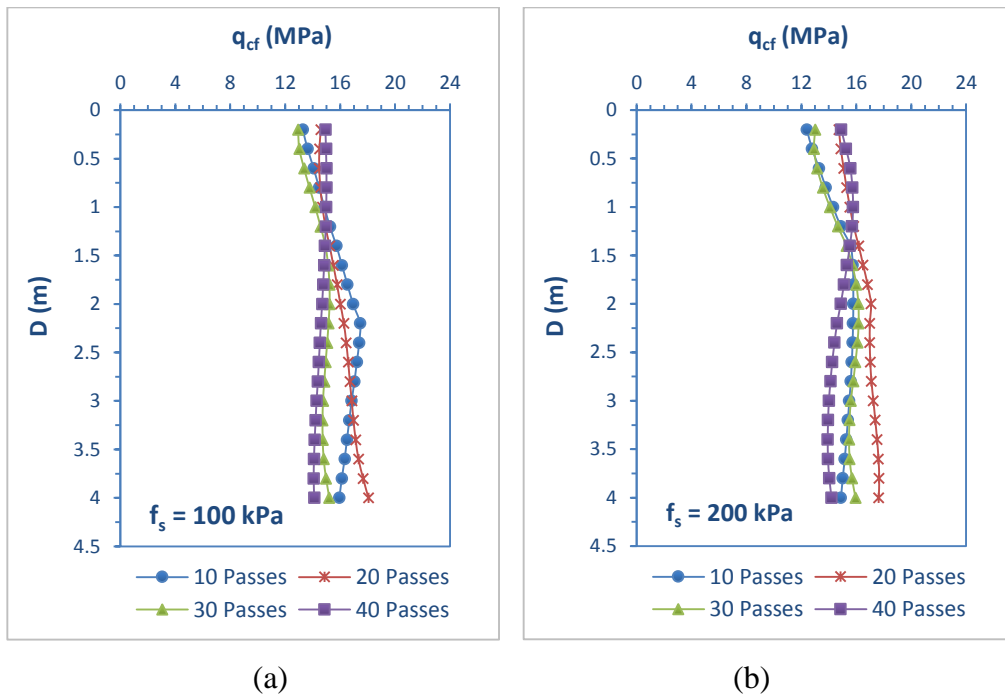 q_cf (MPa)
0 4 8 12 16 20 24
0
0.5
1
1.5
2
2.5
3
3.5
4
4.5
D (m)
f_s = 100 kPa
10 Passes 20 Passes
30 Passes 40 Passes
(a)
q_cf (MPa)
0 4 8 12 16 20 24
0
0.5
1
1.5
2
2.5
3
3.5
4
4.5
D (m)
f_s = 200 kPa
10 Passes 20 Passes
30 Passes 40 Passes
(b)